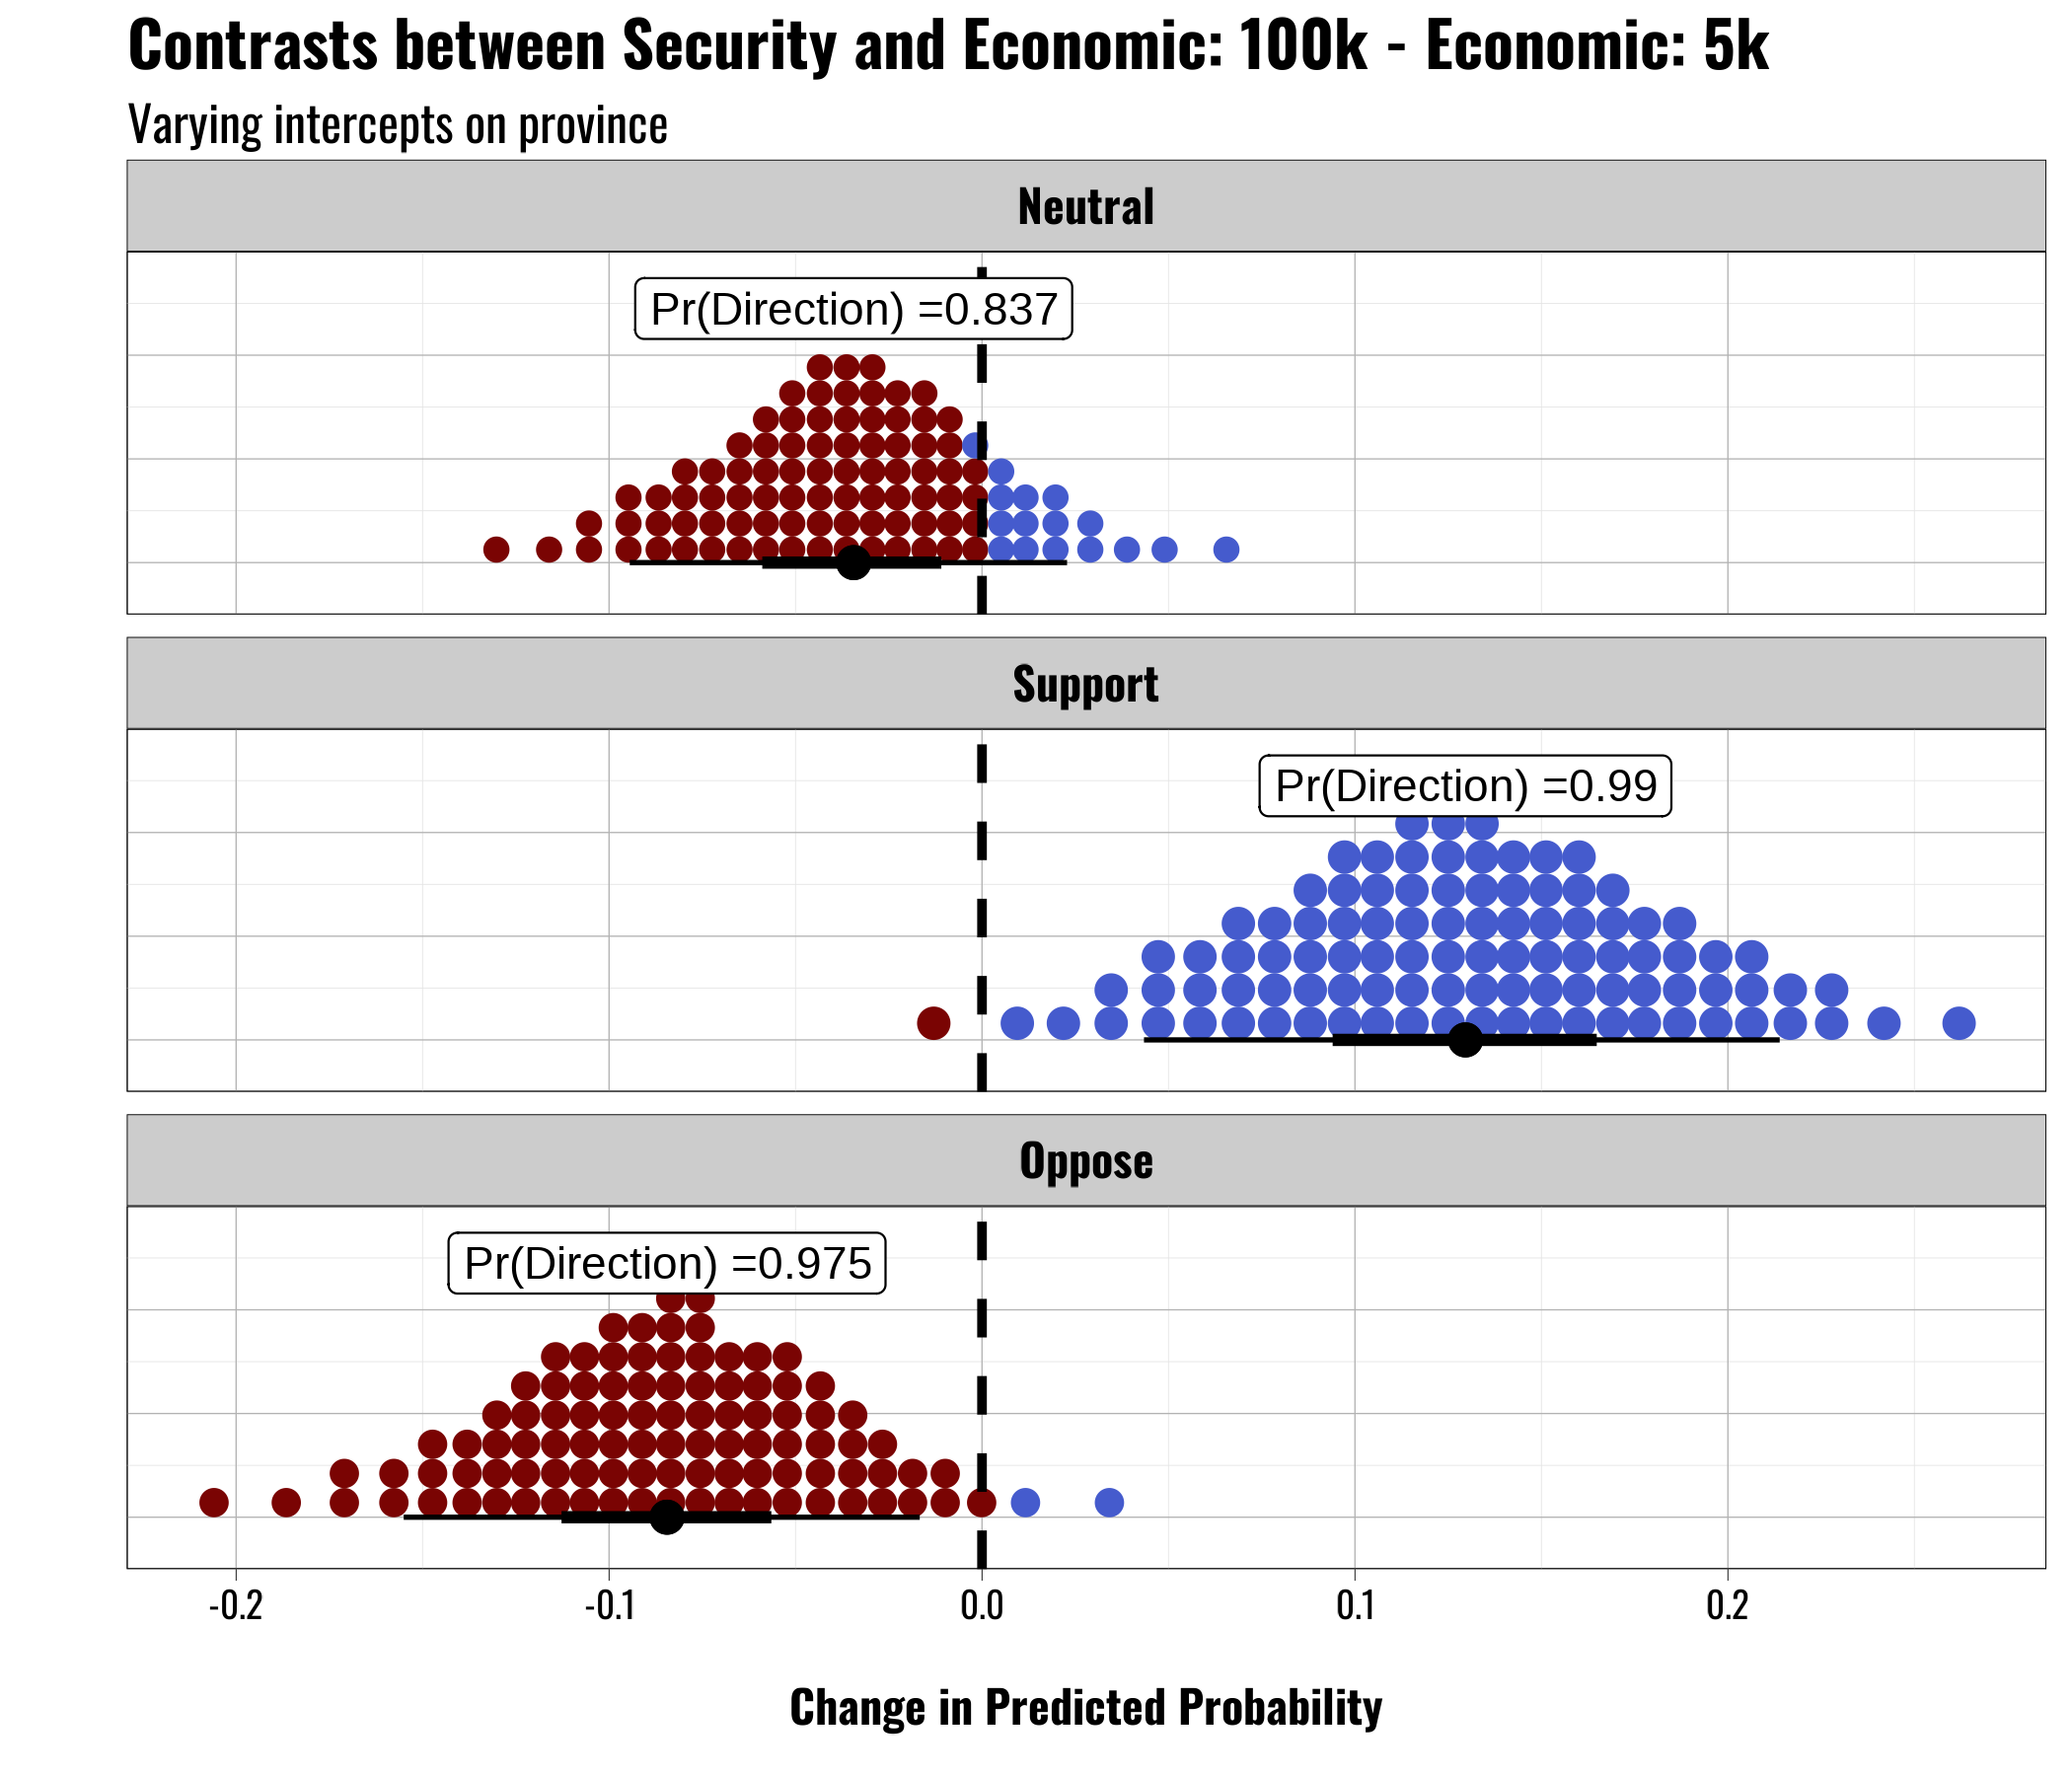 Contrasts between Security and Economic: 100k - Economic: 5k
Varying intercepts on province
Neutral
Pr(Direction) =0.837
Support
Pr(Direction) =0.99
Oppose
Pr(Direction) =0.975
-0.2 -0.1 0.0 0.1 0.2
Change in Predicted Probability